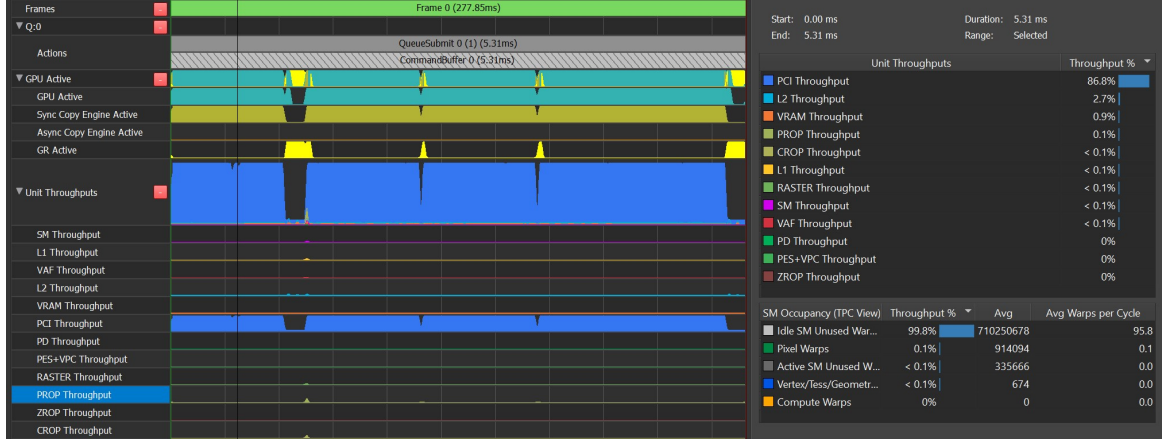 Frames
Frame 0 (277.85ms)
Q:0
Actions
QueueSubmit 0 (1) (5.31ms)
CommandBuffer 0 (5.31ms)
GPU Active
GPU Active
Sync Copy Engine Active
Async Copy Engine Active
GR Active
Unit Throughputs
SM Throughput
L1 Throughput
VAF Throughput
L2 Throughput
VRAM Throughput
PCI Throughput
PD Throughput
PES+VPC Throughput
RASTER Throughput
PROP Throughput
ZROP Throughput
CROP Throughput
Start: 0.00 ms Duration: 5.31 ms
End: 5.31 ms Range: Selected
Unit Throughputs Throughput %
PCI Throughput 86.8%
L2 Throughput 2.7%
VRAM Throughput 0.9%
PROP Throughput 0.1%
CROP Throughput < 0.1%
L1 Throughput < 0.1%
RASTER Throughput < 0.1%
SM Throughput < 0.1%
VAF Throughput < 0.1%
PD Throughput 0%
PES+VPC Throughput 0%
ZROP Throughput 0%
SM Occupancy (TPC View) Throughput % Avg Avg Warps per Cycle
Idle SM Unused War... 99.8% 710250678 95.8
Pixel Warps 0.1% 914094 0.1
Active SM Unused W... < 0.1% 335666 0.0
Vertex/Tess/Geometr... < 0.1% 674 0.0
Compute Warps 0% 0 0.0